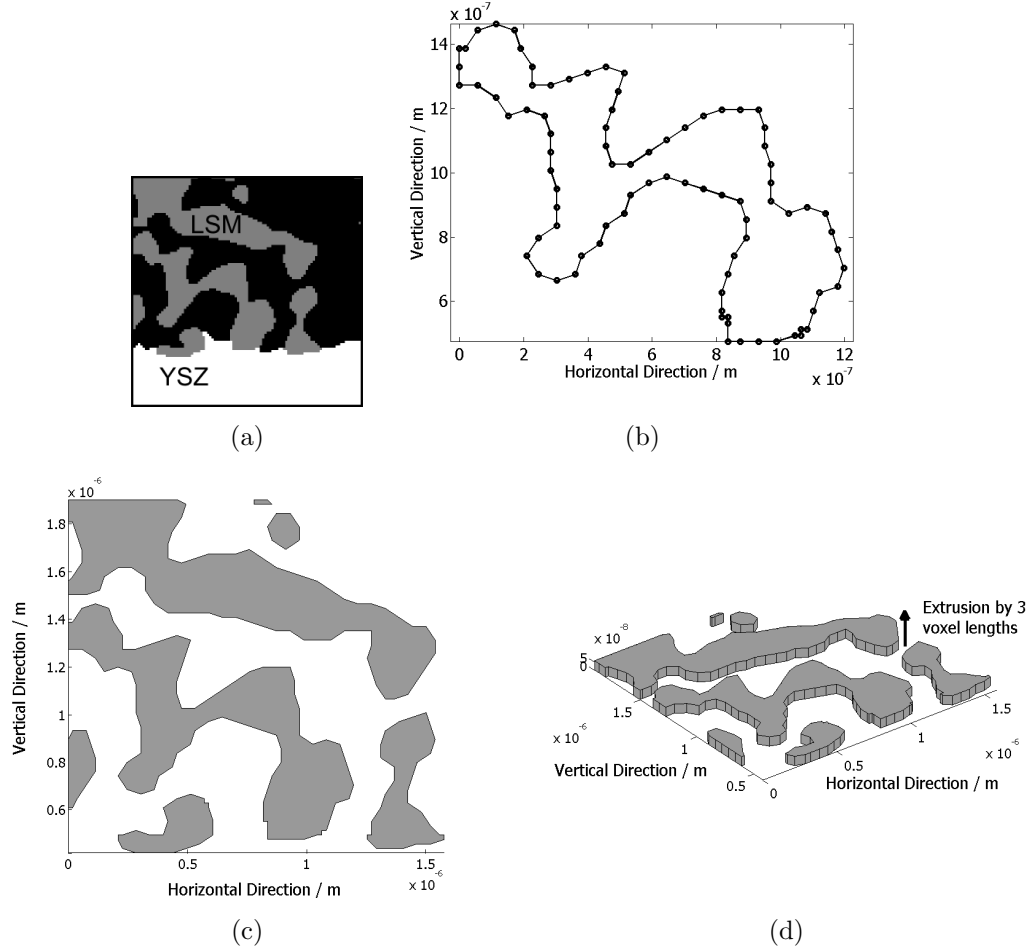 LSM
YSZ
(a)
x 10⁻⁷
14
12
10
8
6
Vertical Direction / m
0 2 4 6 8 10 12
Horizontal Direction / m
x 10⁻⁷
(b)
x 10⁻⁶
1.8
1.6
1.4
1.2
1
0.8
0.6
Vertical Direction / m
0 0.5 1 1.5
x 10⁻⁶
Horizontal Direction / m
(c)
Extrusion by 3
voxel lengths
x 10⁻⁸
5
0
1.5
1
0.5
x 10⁻⁶
Vertical Direction / m
0
0.5
1
1.5
x 10⁻⁶
Horizontal Direction / m
(d)